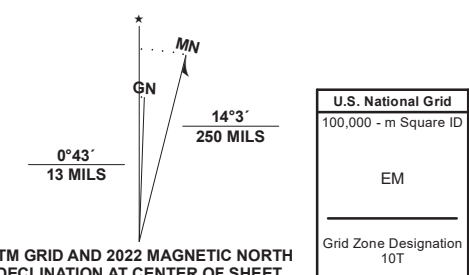 ★
MN
GN
14°3´
250 MILS
0°43´
13 MILS
TM GRID AND 2022 MAGNETIC NORTH
DECLINATION AT CENTER OF SHEET
U.S. National Grid
100,000 - m Square ID
EM
Grid Zone Designation
10T